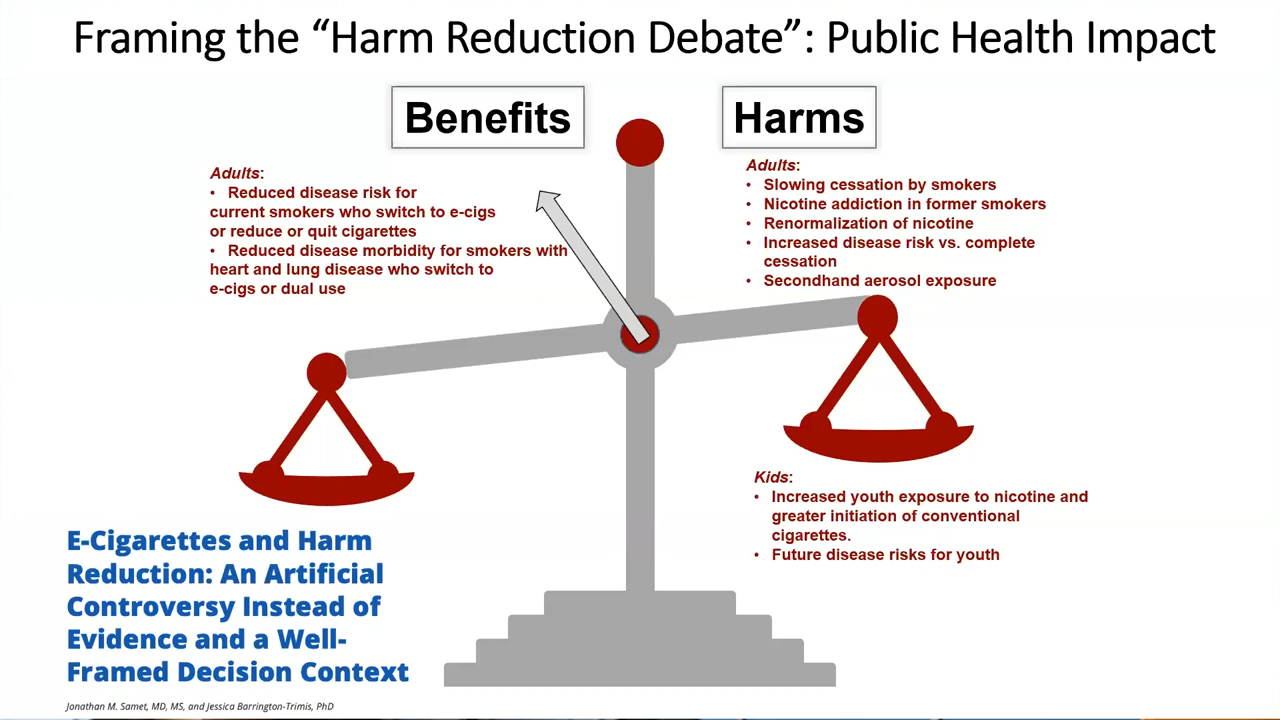 Framing the “Harm Reduction Debate”: Public Health Impact
Benefits
Adults:
• Reduced disease risk for
current smokers who switch to e-cigs
or reduce or quit cigarettes
• Reduced disease morbidity for smokers with
heart and lung disease who switch to
e-cigs or dual use
Harms
Adults:
• Slowing cessation by smokers
• Nicotine addiction in former smokers
• Renormalization of nicotine
• Increased disease risk vs. complete
cessation
• Secondhand aerosol exposure
Kids:
• Increased youth exposure to nicotine and
greater initiation of conventional
cigarettes.
• Future disease risks for youth
E-Cigarettes and Harm
Reduction: An Artificial
Controversy Instead of
Evidence and a Well-
Framed Decision Context
Jonathan M. Samet, MD, MS, and Jessica Barrington-Trimis, PhD